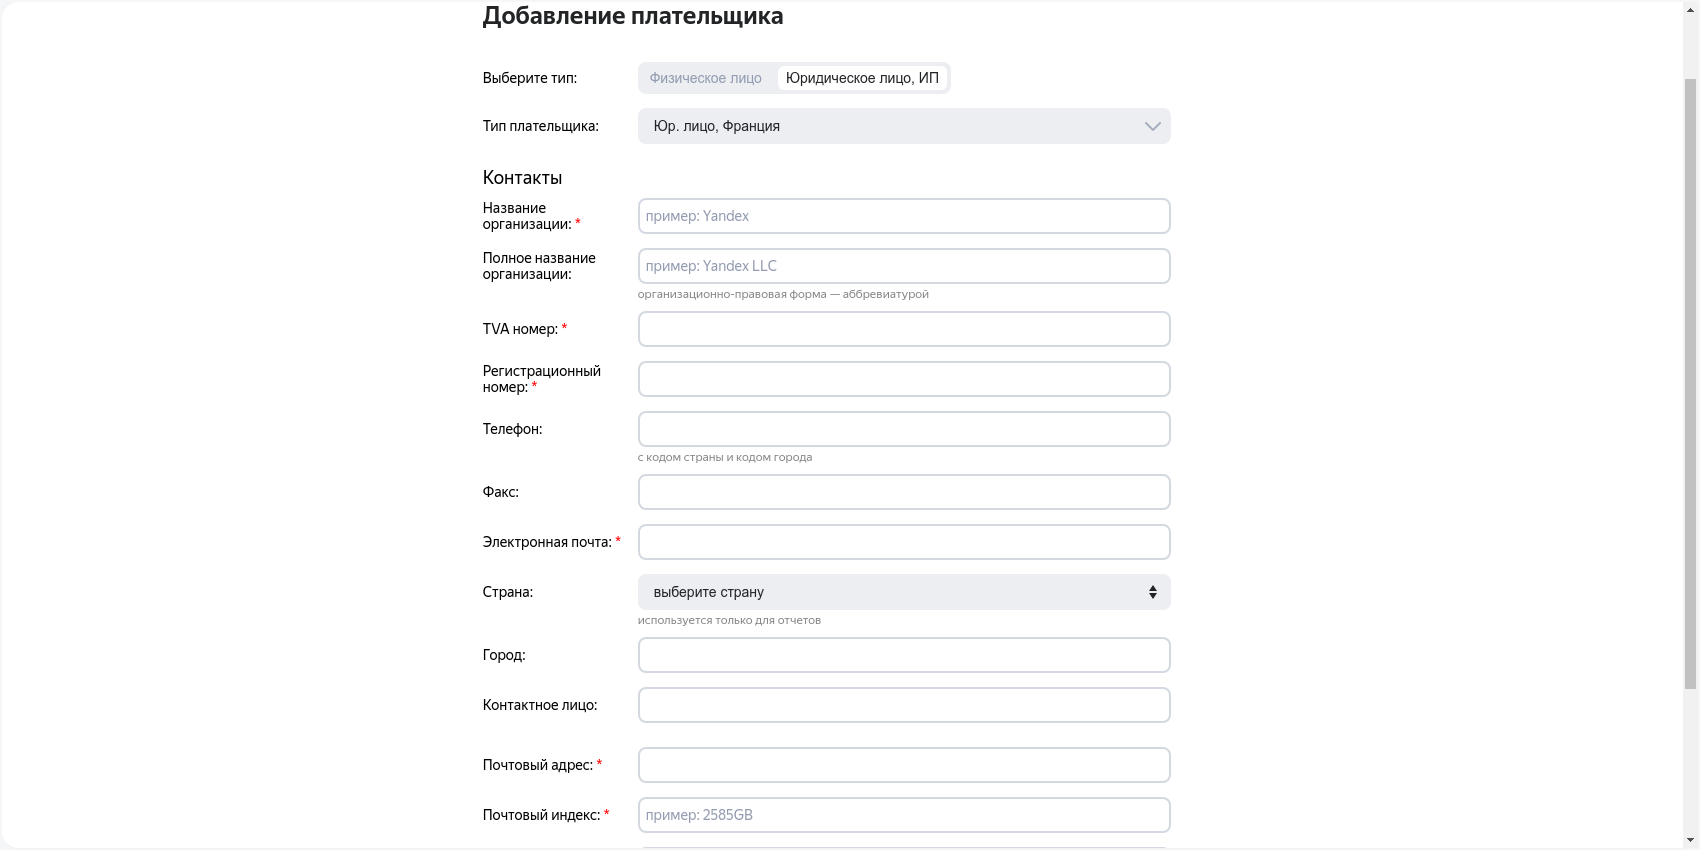 Добавление плательщика
Выберите тип:
Физическое лицо
Юридическое лицо, ИП
Тип плательщика:
Юр. лицо, Франция
Контакты
Название
организации: *
пример: Yandex
Полное название
организации:
пример: Yandex LLC
организационно-правовая форма — аббревиатурой
TVA номер: *
Регистрационный
номер: *
Телефон:
с кодом страны и кодом города
Факс:
Электронная почта: *
Страна:
выберите страну
используется только для отчетов
Город:
Контактное лицо:
Почтовый адрес: *
Почтовый индекс: *
пример: 2585GB